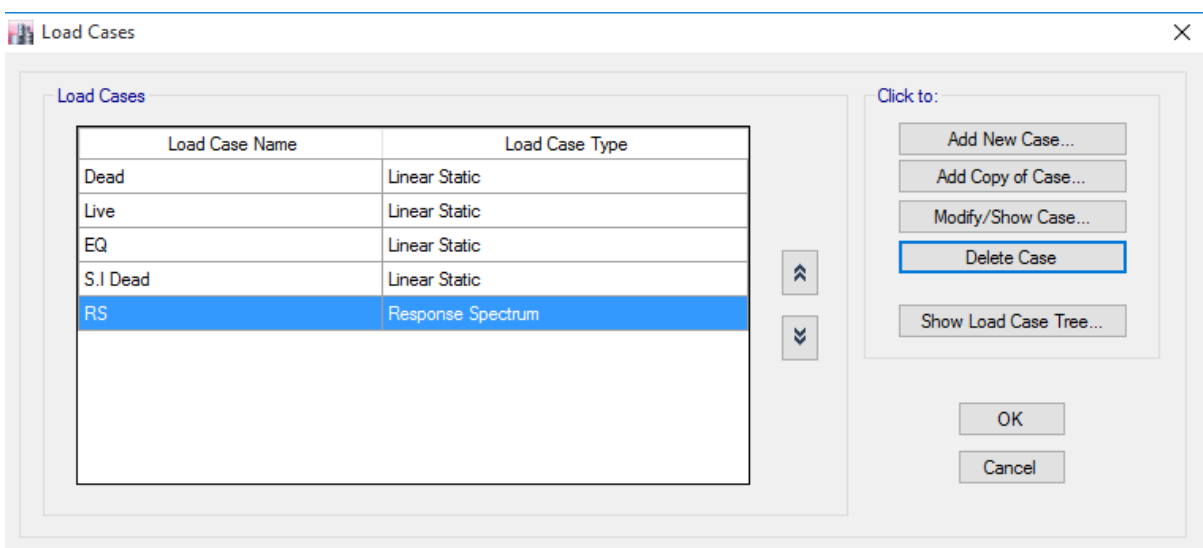 Load Cases
Load Cases
Load Case Name Load Case Type
Dead Linear Static
Live Linear Static
EQ Linear Static
S.I Dead Linear Static
RS Response Spectrum
Click to:
Add New Case...
Add Copy of Case...
Modify/Show Case...
Delete Case
Show Load Case Tree...
OK
Cancel